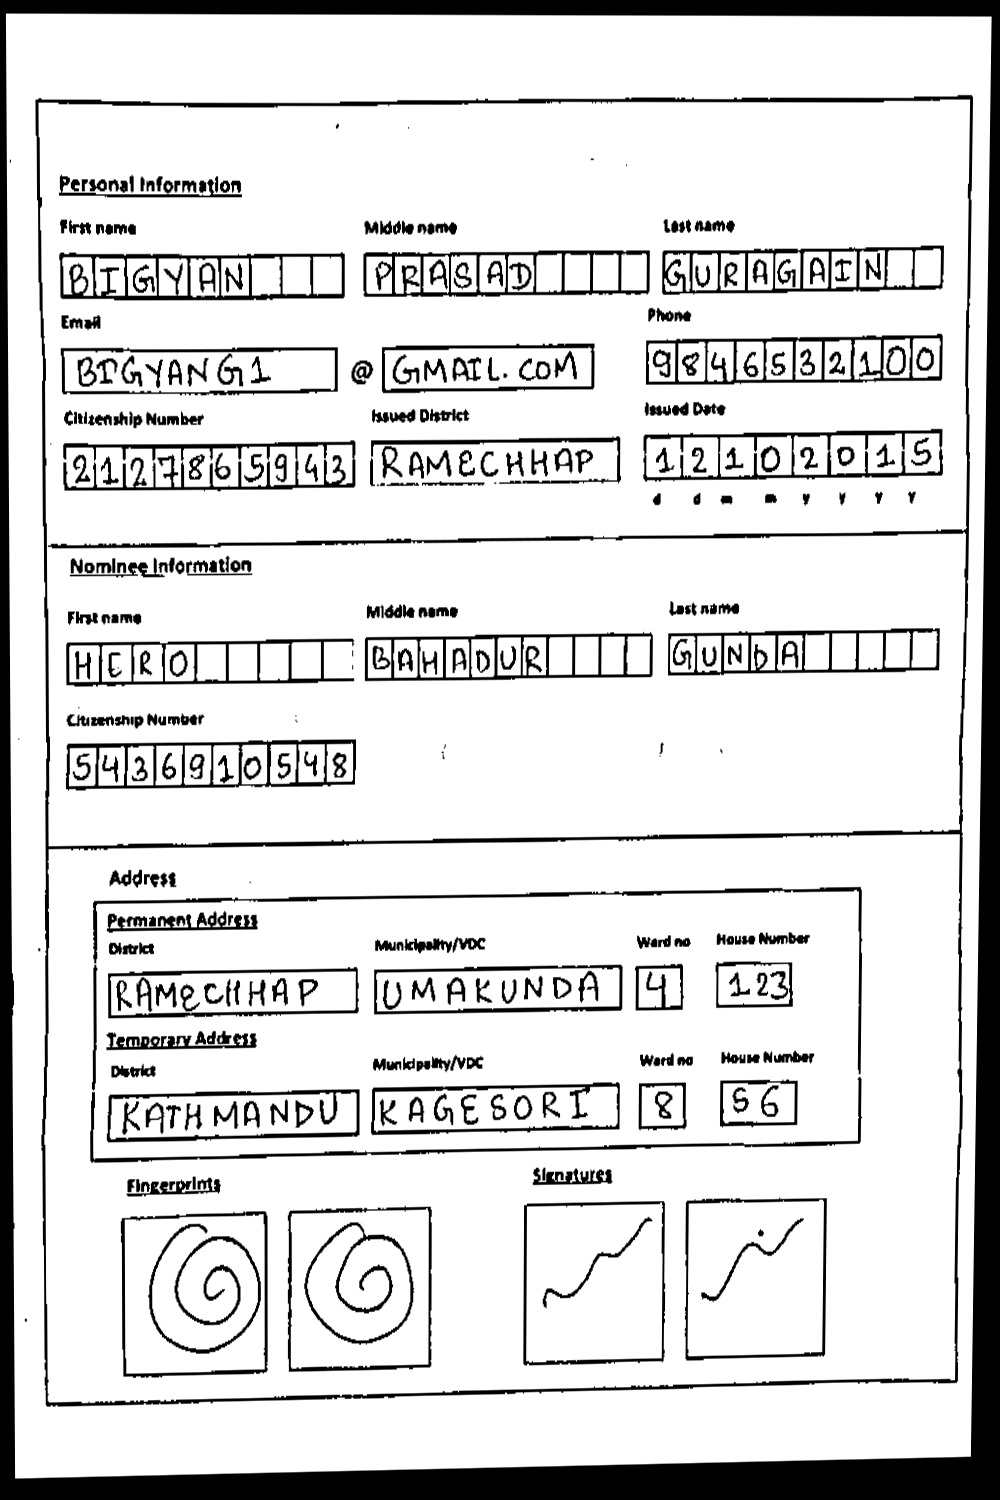 Personal Information
First name Middle name Last name
BIGYAN PRASAD GURAGAIN
Email Phone
BIGYANG1 @ GMAIL.COM 9846532100
Citizenship Number Issued District Issued Date
2127865943 RAMECHHAP 12102015
d d m m y y y y
Nominee Information
First name Middle name Last name
HERO BAHADUR GUNDA
Citizenship Number
5436910548
Address
Permanent Address
District Municipality/VDC Ward no House Number
RAMECHHAP UMAKUNDA 4 123
Temporary Address
District Municipality/VDC Ward no House Number
KATHMANDU KAGESORI 8 56
Fingerprints Signatures